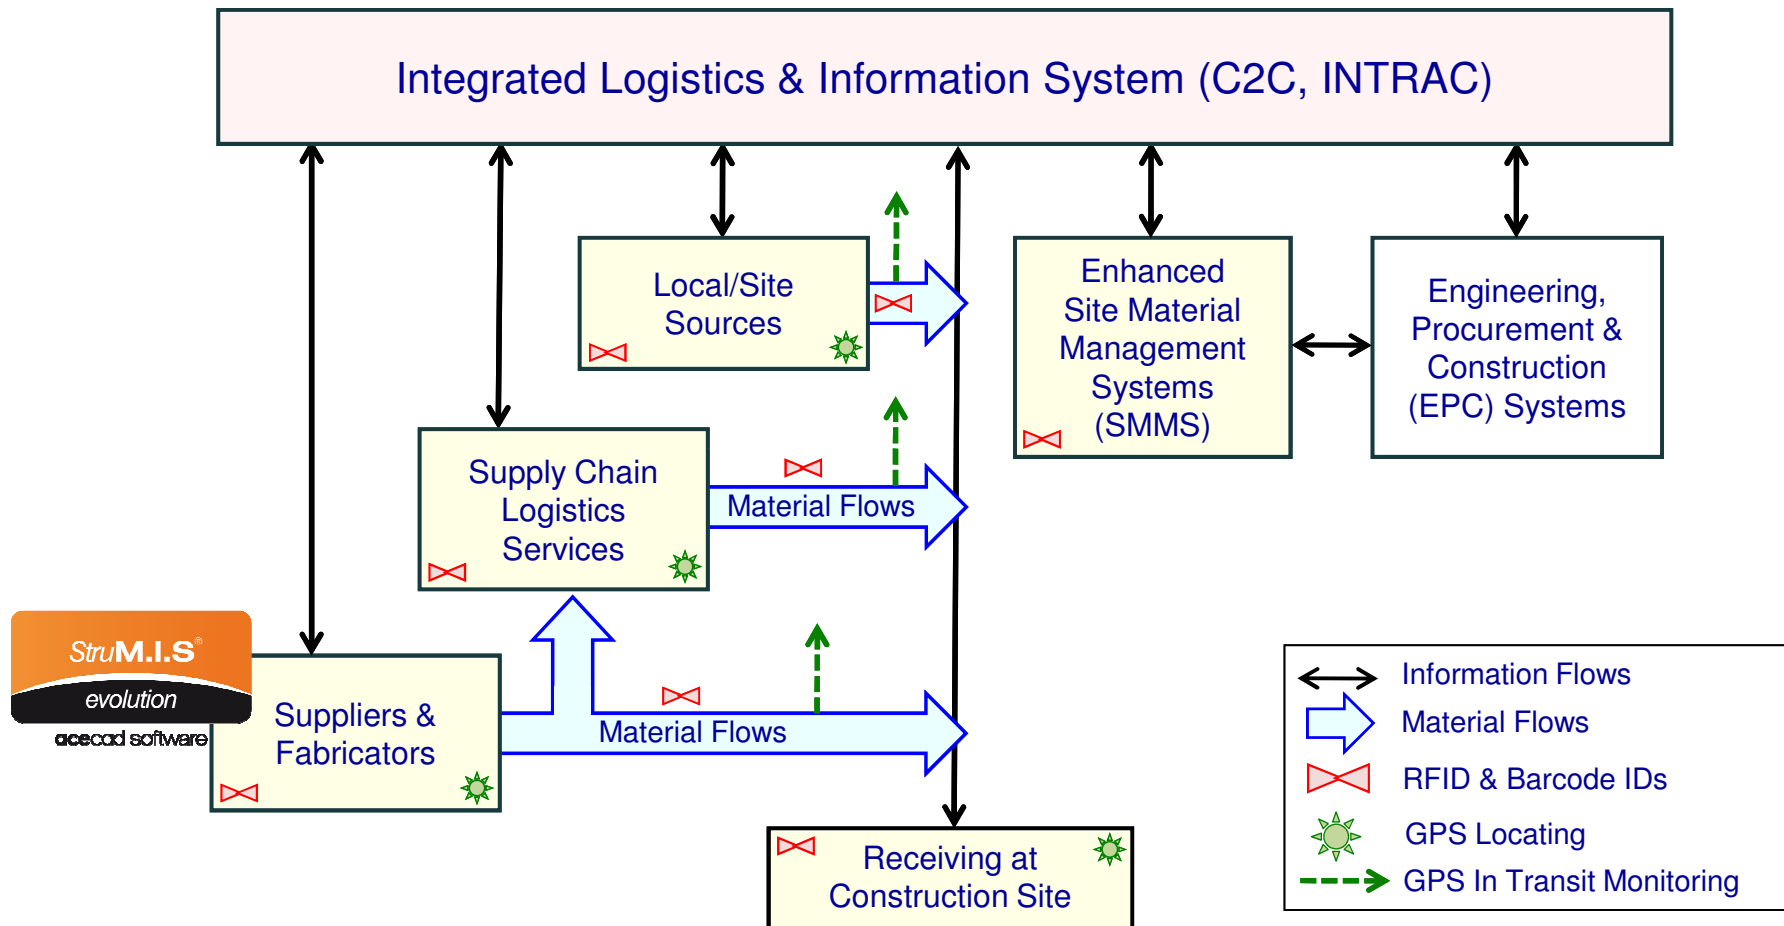 Integrated Logistics & Information System (C2C, INTRAC)
Local/Site
Sources
Enhanced
Site Material
Management
Systems
(SMMS)
Engineering,
Procurement &
Construction
(EPC) Systems
Supply Chain
Logistics
Services
Material Flows
StruM.I.S®
evolution
acecad software
Suppliers &
Fabricators
Material Flows
Receiving at
Construction Site
Information Flows
Material Flows
RFID & Barcode IDs
GPS Locating
GPS In Transit Monitoring